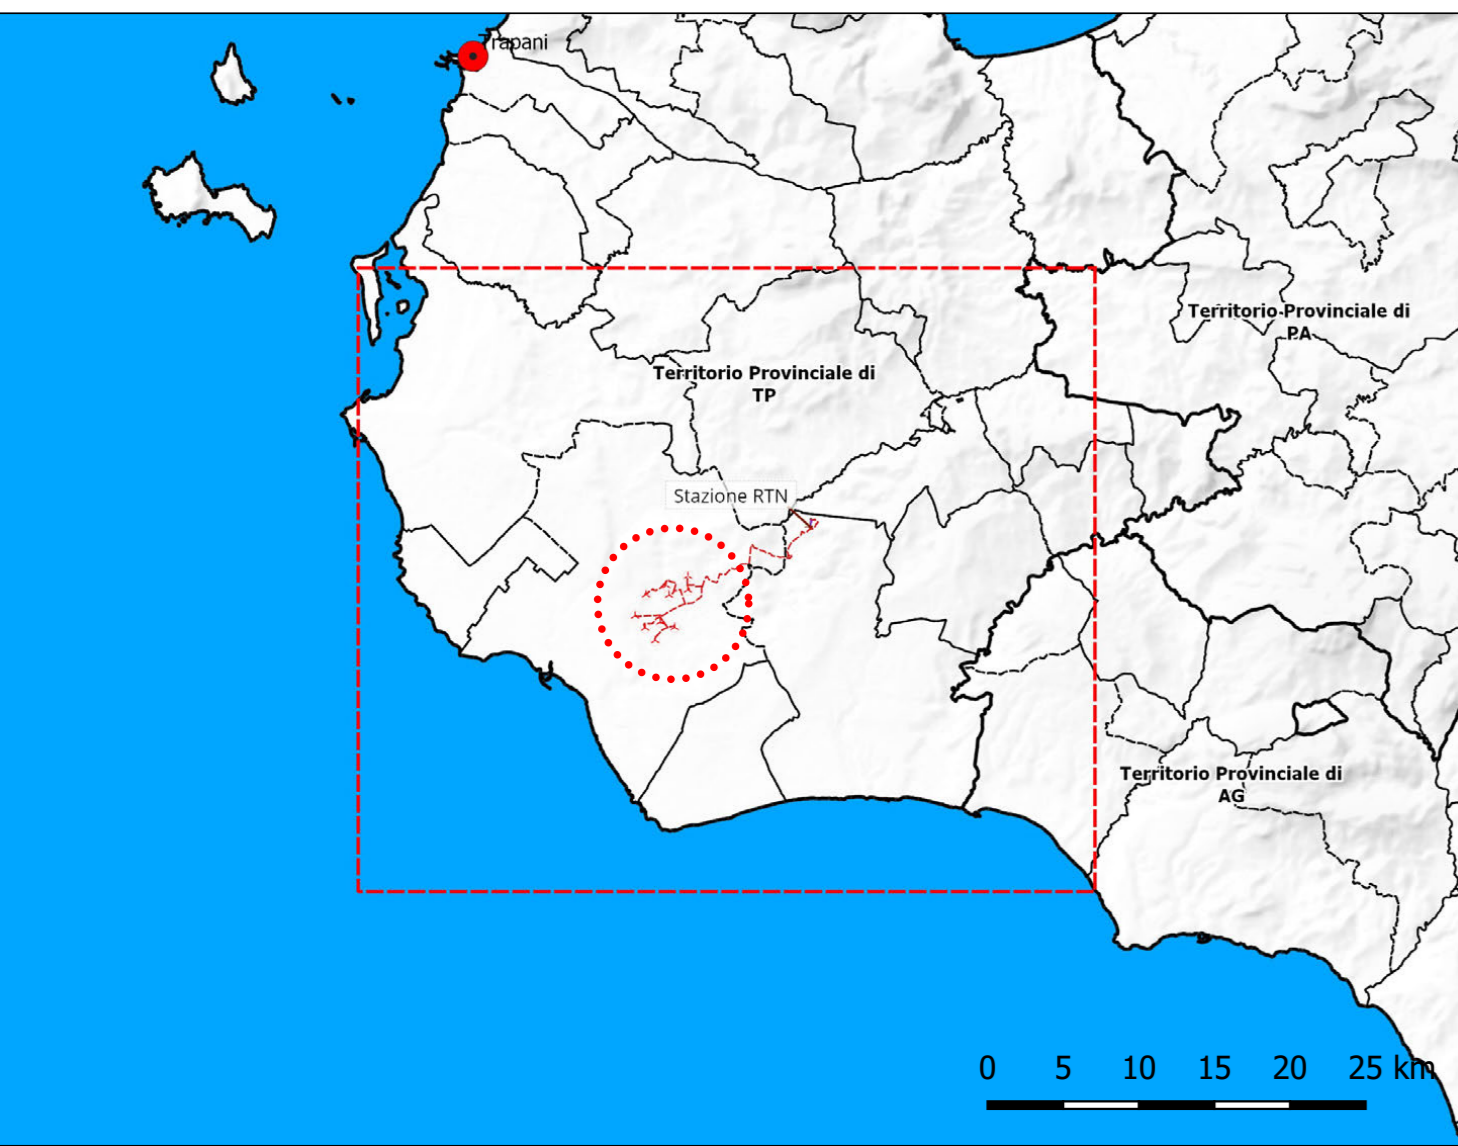 Trapani
Territorio Provinciale di
PA
Territorio Provinciale di
TP
Stazione RTN
Territorio Provinciale di
AG
0 5 10 15 20 25 km